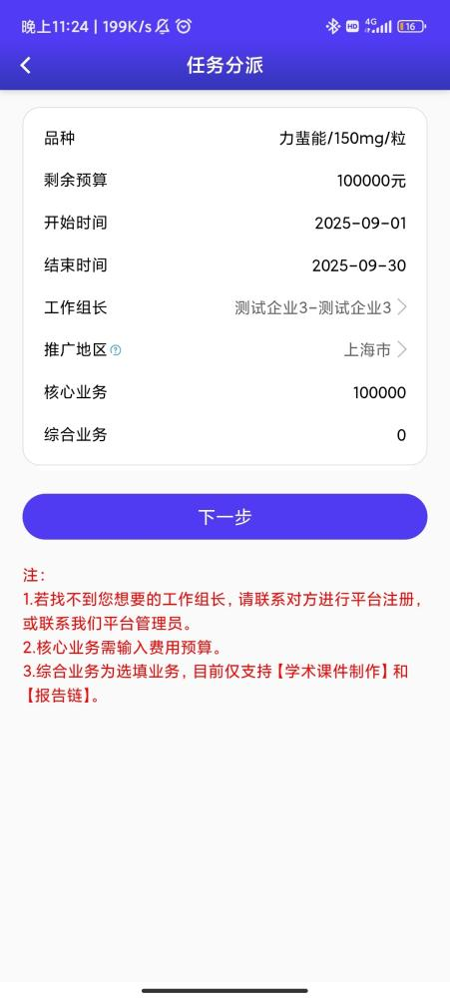 晚上11:24 | 199K/s
HD 4G 16
任务分派
品种 力蜚能/150mg/粒
剩余预算 100000元
开始时间 2025-09-01
结束时间 2025-09-30
工作组长 测试企业3-测试企业3
推广地区? 上海市
核心业务 100000
综合业务 0
下一步
注：
1.若找不到您想要的工作组长，请联系对方进行平台注册，
或联系我们平台管理员。
2.核心业务需输入费用预算。
3.综合业务为选填业务，目前仅支持【学术课件制作】和
【报告链】。